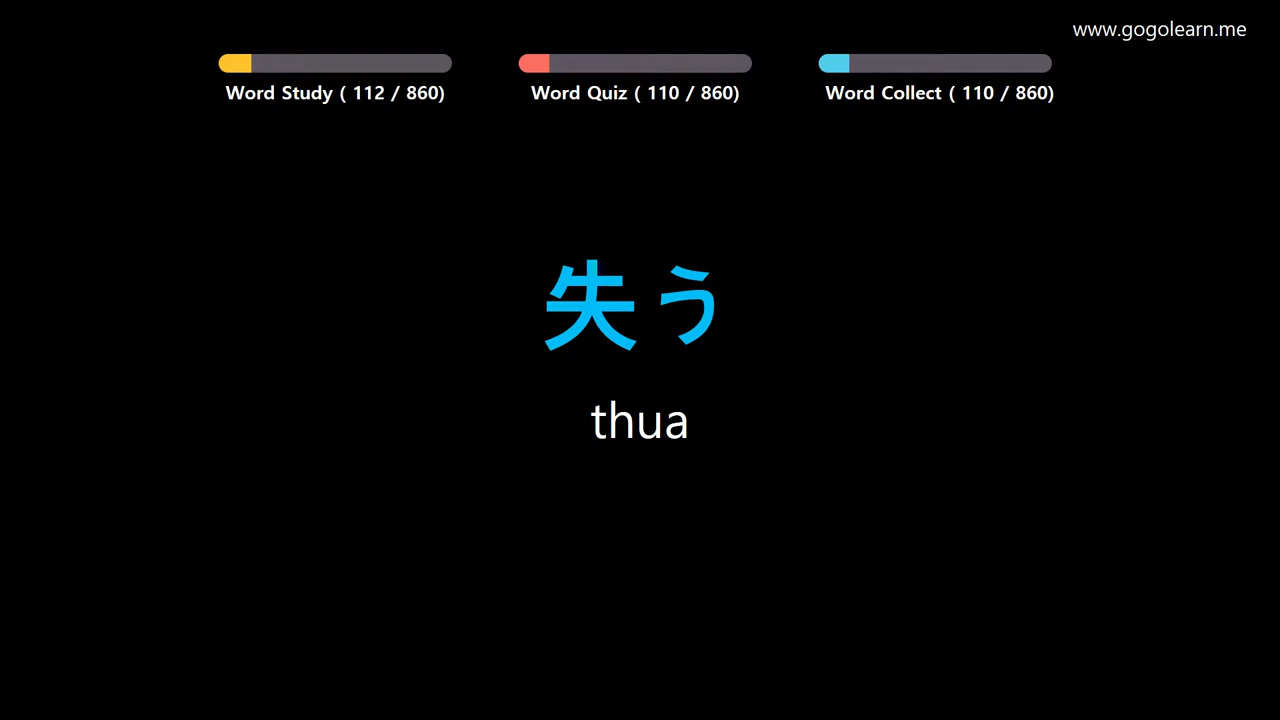 www.gogolearn.me
Word Study ( 112 / 860)
Word Quiz ( 110 / 860)
Word Collect ( 110 / 860)
失う
thua